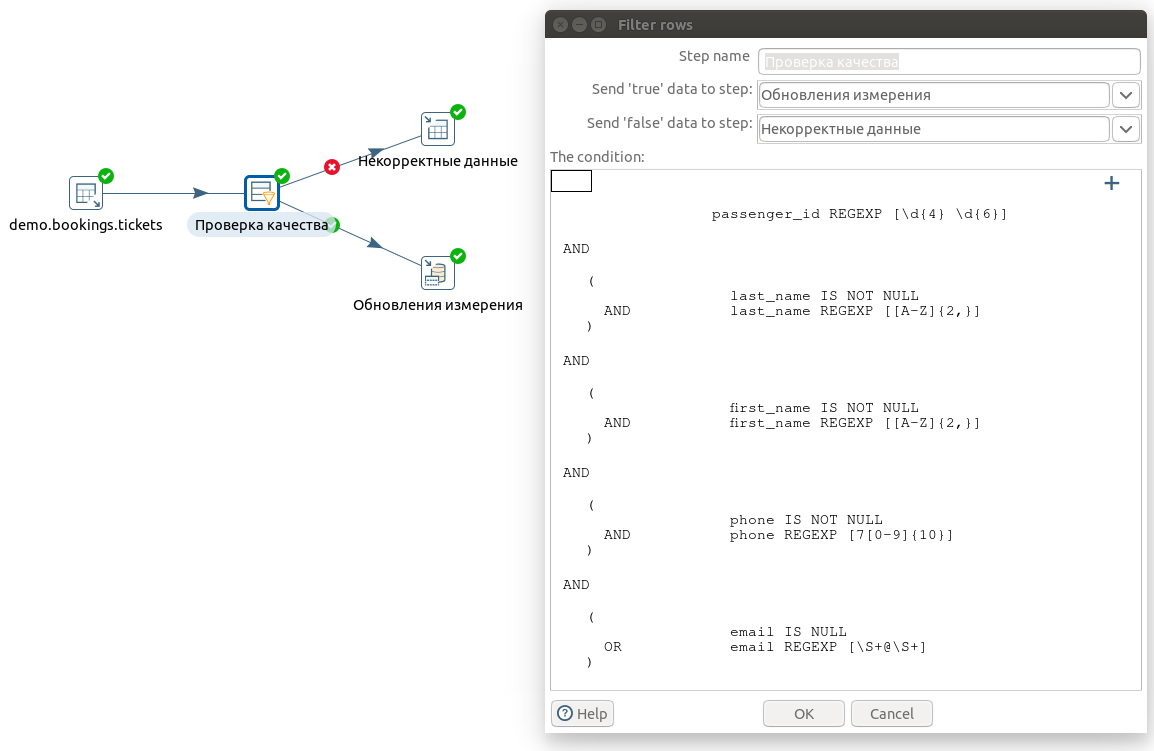 Некорректные данные
demo.bookings.tickets
Проверка качества
Обновления измерения
Filter rows
Step name
Проверка качества
Send 'true' data to step:
Обновления измерения
Send 'false' data to step:
Некорректные данные
The condition:
passenger_id REGEXP [\d{4} \d{6}]
AND
(
last_name IS NOT NULL
AND last_name REGEXP [[A-Z]{2,}]
)
AND
(
first_name IS NOT NULL
AND first_name REGEXP [[A-Z]{2,}]
)
AND
(
phone IS NOT NULL
AND phone REGEXP [7[0-9]{10}]
)
AND
(
email IS NULL
OR email REGEXP [\S+@\S+]
)
Help
OK
Cancel